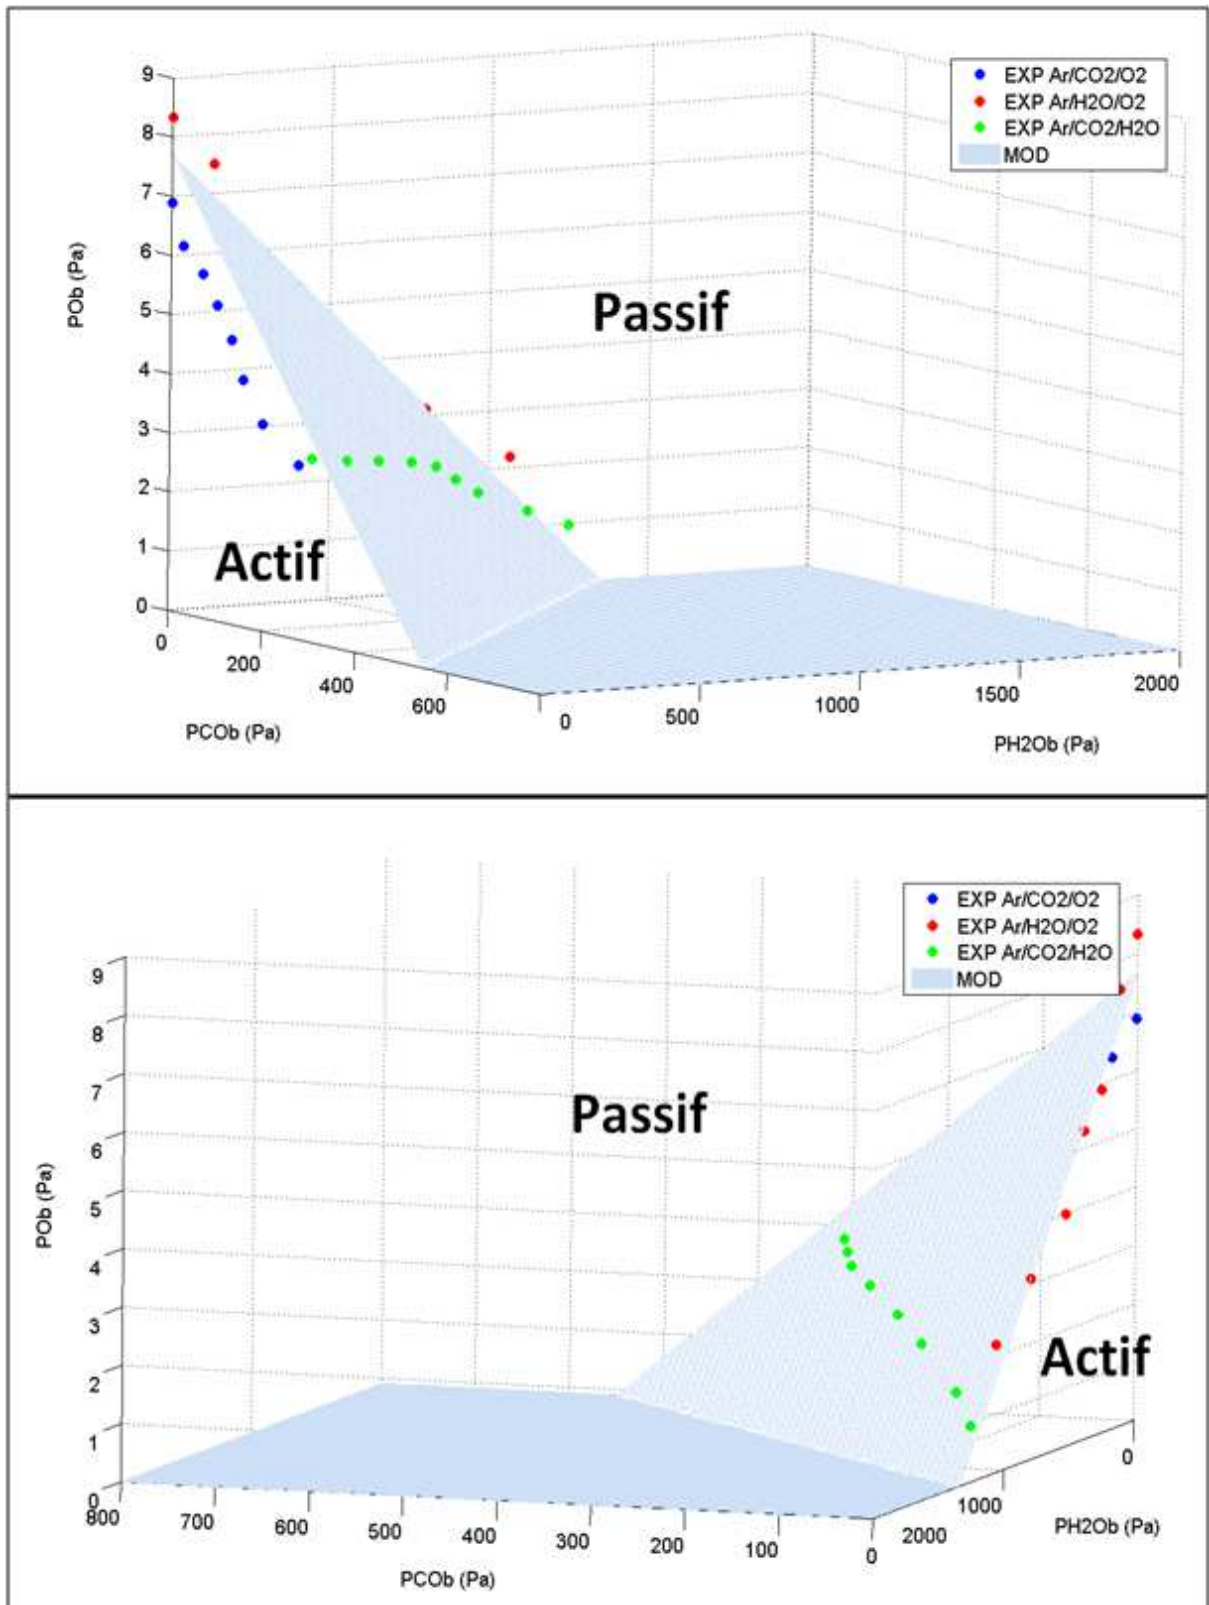 EXP Ar/CO2/O2
EXP Ar/H2O/O2
EXP Ar/CO2/H2O
MOD
9
8
7
6
5
4
3
2
1
0
POb (Pa)
Passif
Actif
0
200
400
600
PCOb (Pa)
0
500
1000
1500
2000
PH2Ob (Pa)
EXP Ar/CO2/O2
EXP Ar/H2O/O2
EXP Ar/CO2/H2O
MOD
9
8
7
6
5
4
3
2
1
0
POb (Pa)
Passif
Actif
800
700
600
500
400
300
200
100
0
PCOb (Pa)
2000
1000
0
PH2Ob (Pa)